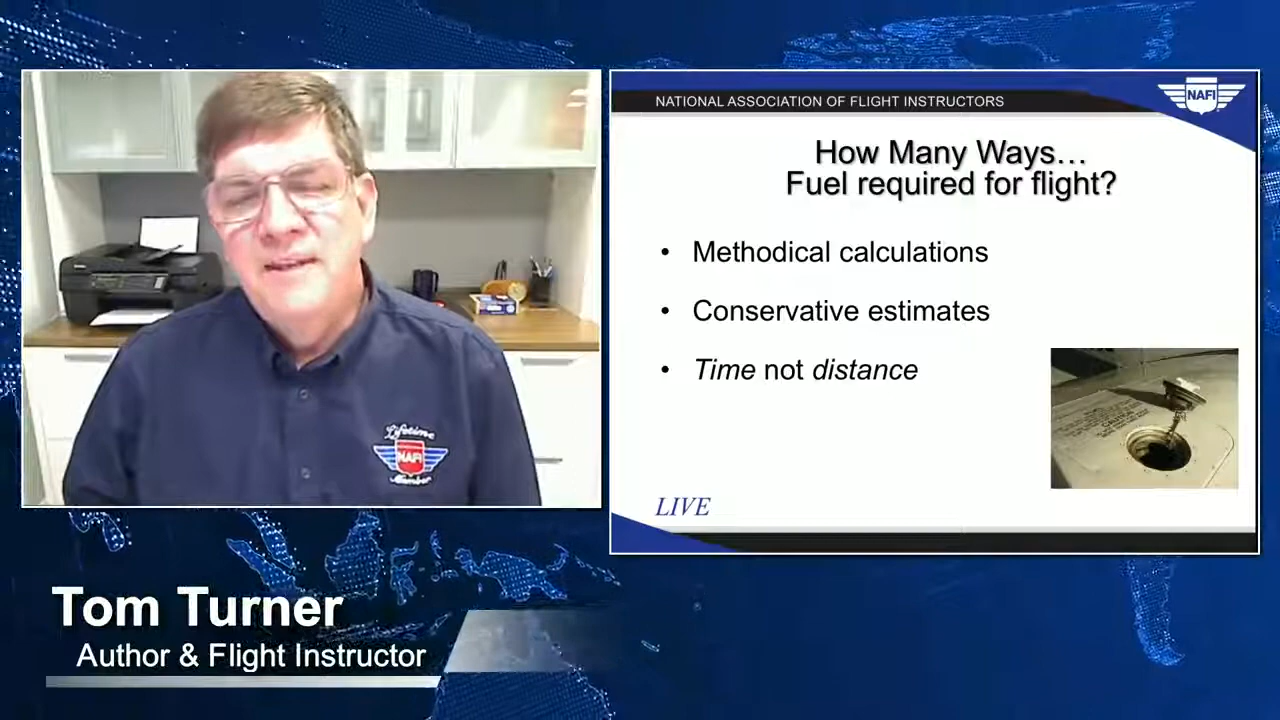 NATIONAL ASSOCIATION OF FLIGHT INSTRUCTORS
NAFI
How Many Ways…
Fuel required for flight?
• Methodical calculations
• Conservative estimates
• Time not distance
CAUTION
LIVE
Lifetime
NAFI
Member
Tom Turner
Author & Flight Instructor